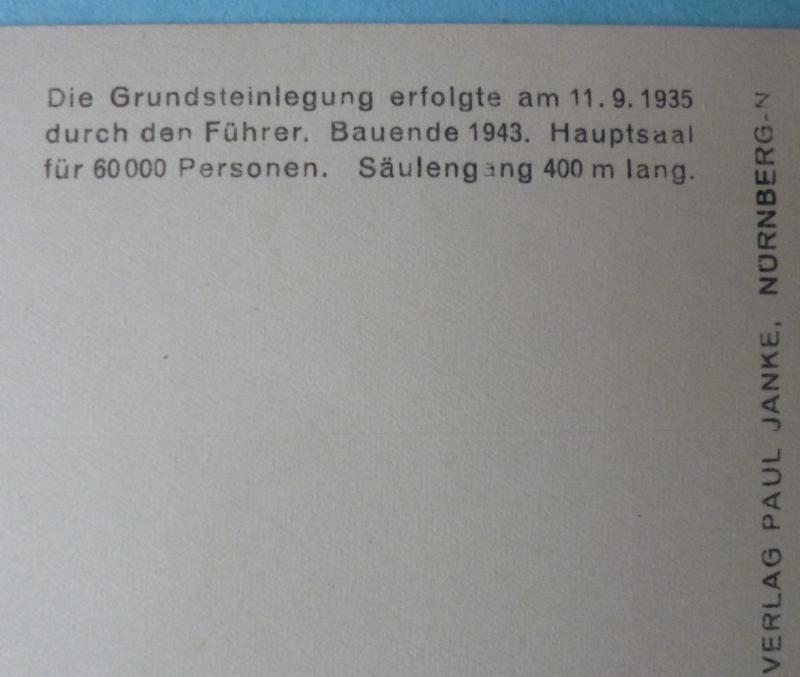 Die Grundsteinlegung erfolgte am 11. 9. 1935
durch den Führer. Bauende 1943. Hauptsaal
für 60000 Personen. Säulengang 400 m lang.
VERLAG PAUL JANKE, NÜRNBERG-N